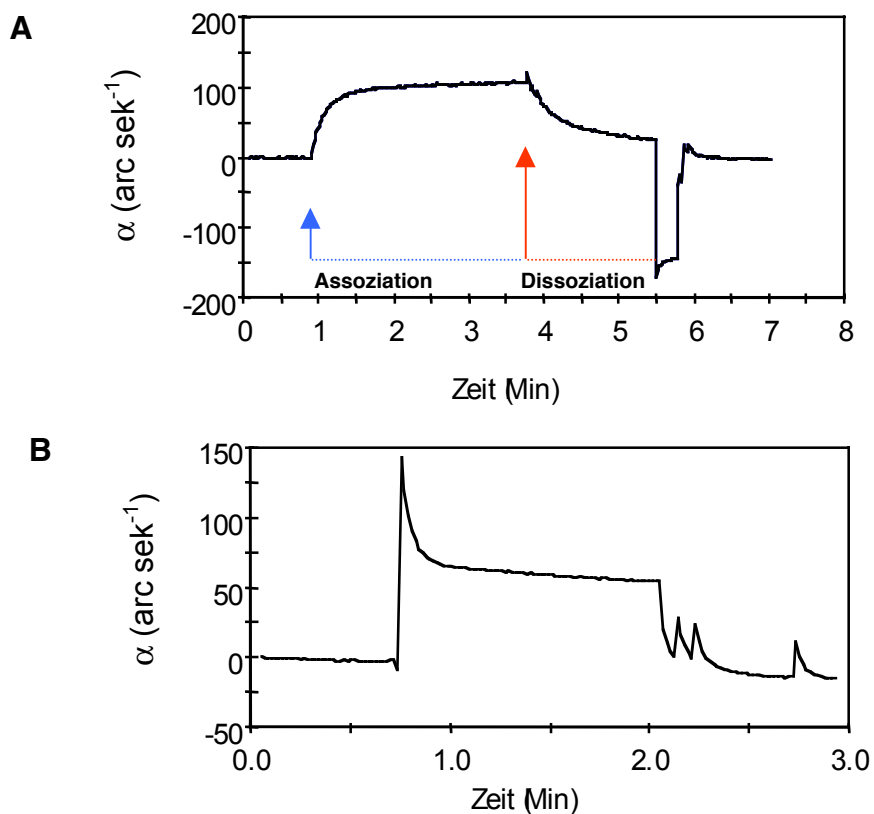 A
α (arc sek-1)
200
100
0
-100
-200
Assoziation
Dissoziation
0 1 2 3 4 5 6 7 8
Zeit (Min)
B
α (arc sek-1)
150
100
50
0
-50
0.0 1.0 2.0 3.0
Zeit (Min)